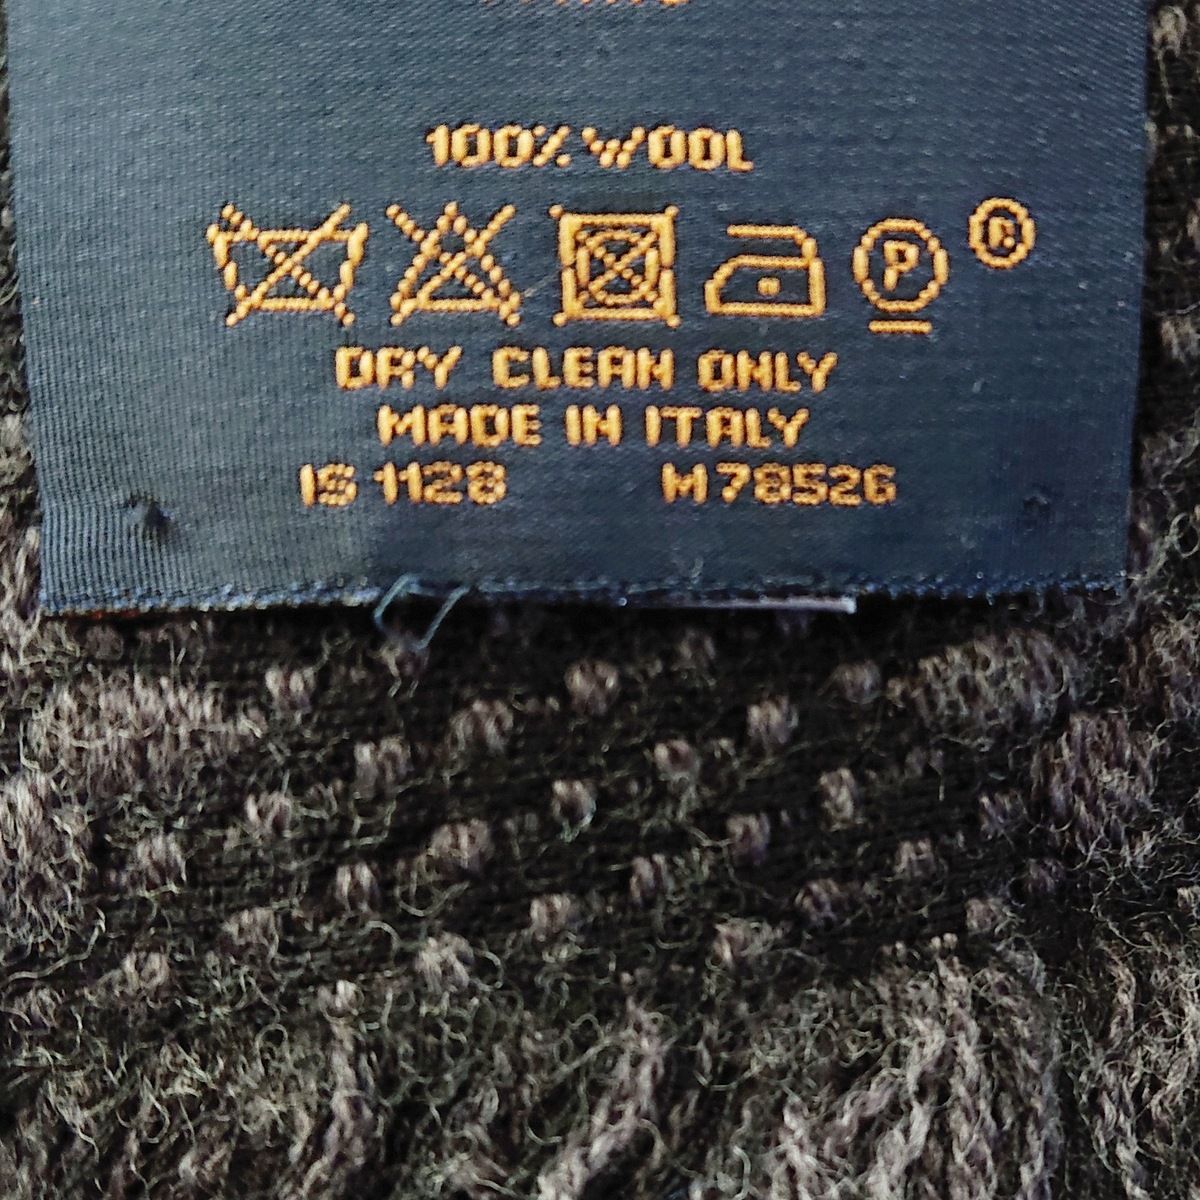 100% WOOL
P ®
DRY CLEAN ONLY
MADE IN ITALY
IS 1128 M78526